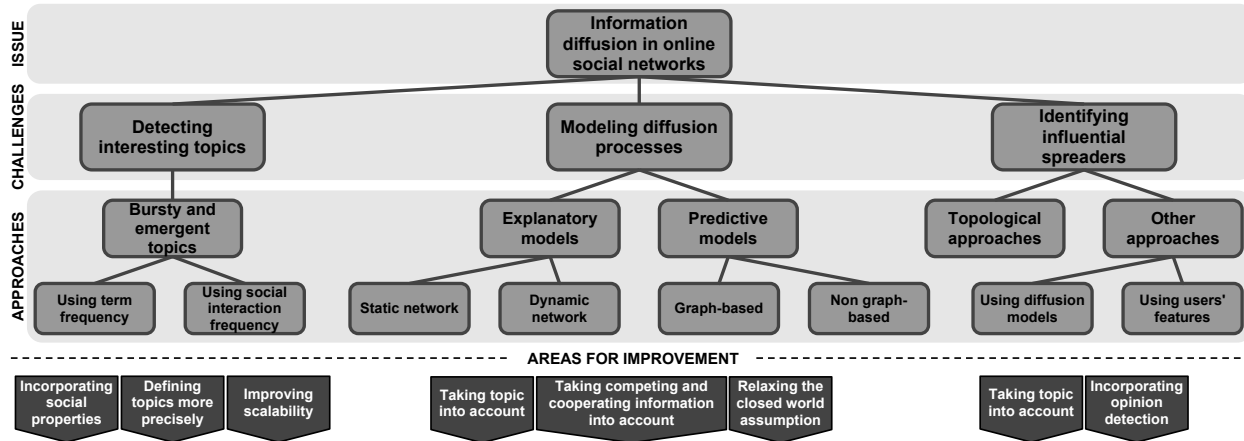 ISSUE
Information
diffusion in online
social networks
CHALLENGES
Detecting
interesting topics
Modeling diffusion
processes
Identifying
influential
spreaders
APPROACHES
Bursty and
emergent
topics
Explanatory
models
Predictive
models
Topological
approaches
Other
approaches
Using term
frequency
Using social
interaction
frequency
Static network
Dynamic
network
Graph-based
Non graph-
based
Using diffusion
models
Using users'
features
AREAS FOR IMPROVEMENT
Incorporating
social
properties
Defining
topics more
precisely
Improving
scalability
Taking topic
into account
Taking competing and
cooperating information
into account
Relaxing the
closed world
assumption
Taking topic
into account
Incorporating
opinion
detection